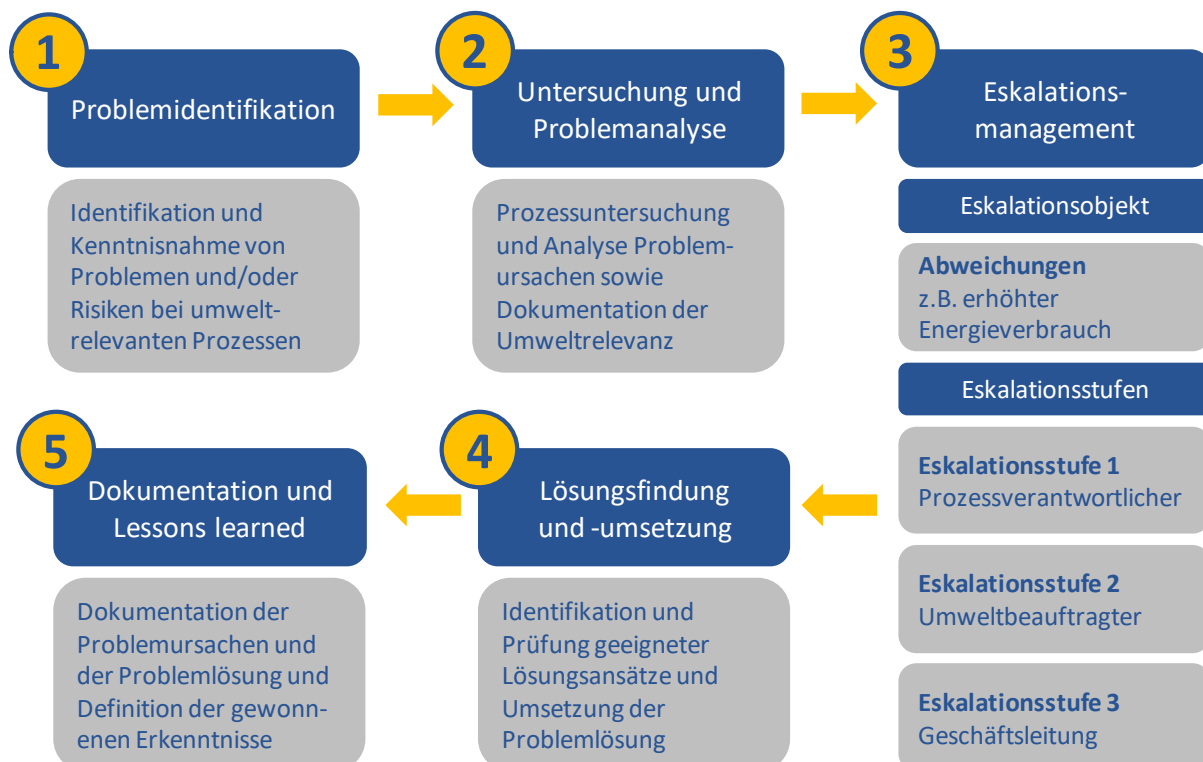 1
Problemidentifikation
Identifikation und
Kenntnisnahme von
Problemen und/oder
Risiken bei umwelt-
relevanten Prozessen
2
Untersuchung und
Problemanalyse
Prozessuntersuchung
und Analyse Problem-
ursachen sowie
Dokumentation der
Umweltrelevanz
3
Eskalations-
management
Eskalationsobjekt
Abweichungen
z.B. erhöhter
Energieverbrauch
Eskalationsstufen
Eskalationsstufe 1
Prozessverantwortlicher
Eskalationsstufe 2
Umweltbeauftragter
Eskalationsstufe 3
Geschäftsleitung
4
Lösungsfindung
und -umsetzung
Identifikation und
Prüfung geeigneter
Lösungsansätze und
Umsetzung der
Problemlösung
5
Dokumentation und
Lessons learned
Dokumentation der
Problemursachen und
der Problemlösung und
Definition der gewonn-
enen Erkenntnisse